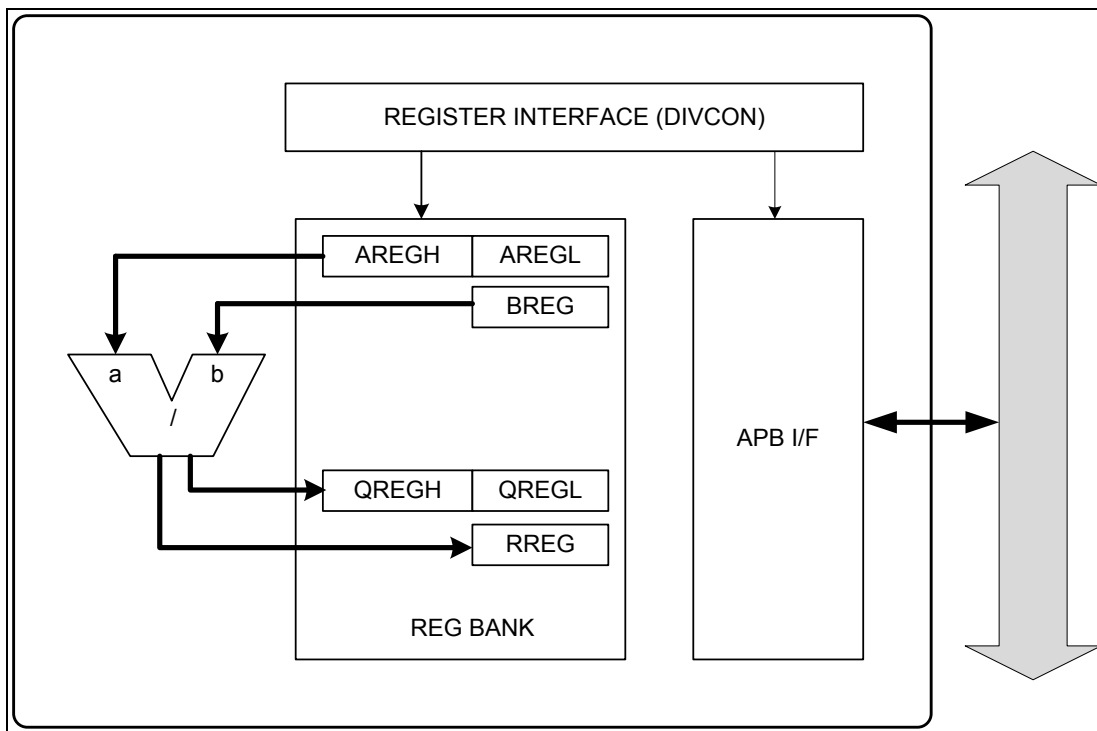 REGISTER INTERFACE (DIVCON)
AREGH AREGL
BREG
a b
/
APB I/F
QREGH QREGL
RREG
REG BANK